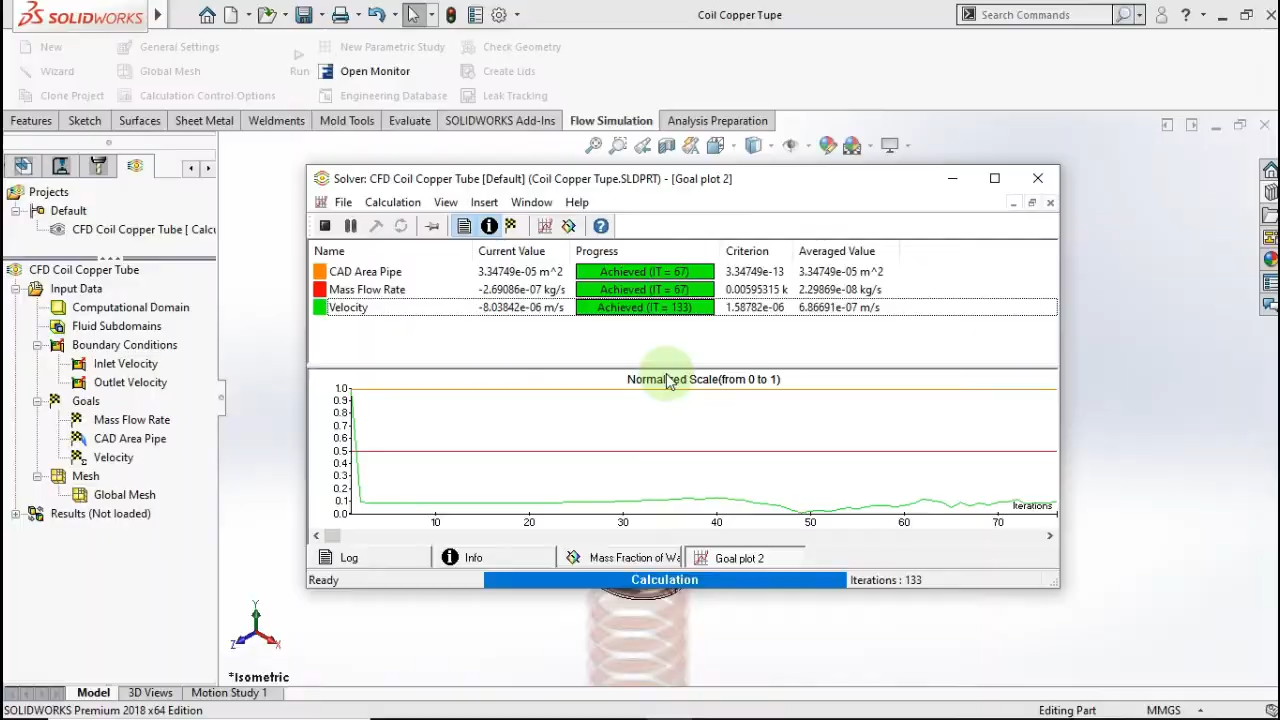 SOLIDWORKS
Coil Copper Tupe
Search Commands
?
New
General Settings
New Parametric Study
Check Geometry
Wizard
Global Mesh
Run
Open Monitor
Create Lids
Clone Project
Calculation Control Options
Engineering Database
Leak Tracking
Features
Sketch
Surfaces
Sheet Metal
Weldments
Mold Tools
Evaluate
SOLIDWORKS Add-Ins
Flow Simulation
Analysis Preparation
Projects
Default
CFD Coil Copper Tube [ Calcu
CFD Coil Copper Tube
Input Data
Computational Domain
Fluid Subdomains
Boundary Conditions
Inlet Velocity
Outlet Velocity
Goals
Mass Flow Rate
CAD Area Pipe
Velocity
Mesh
Global Mesh
Results (Not loaded)
Solver: CFD Coil Copper Tube [Default] (Coil Copper Tupe.SLDPRT) - [Goal plot 2]
File Calculation View Insert Window Help
Name Current Value Progress Criterion Averaged Value
CAD Area Pipe 3.34749e-05 m^2 Achieved (IT = 67) 3.34749e-13 3.34749e-05 m^2
Mass Flow Rate -2.69086e-07 kg/s Achieved (IT = 67) 0.00595315 k 2.29869e-08 kg/s
Velocity -8.03842e-06 m/s Achieved (IT = 133) 1.58782e-06 6.86691e-07 m/s
Normalized Scale(from 0 to 1)
1.0
0.9
0.8
0.7
0.6
0.5
0.4
0.3
0.2
0.1
0.0
Iterations
10 20 30 40 50 60 70
Log
Info
Mass Fraction of Wa
Goal plot 2
Ready
Calculation
Iterations : 133
Y
Z
X
*Isometric
Model
3D Views
Motion Study 1
SOLIDWORKS Premium 2018 x64 Edition
Editing Part
MMGS